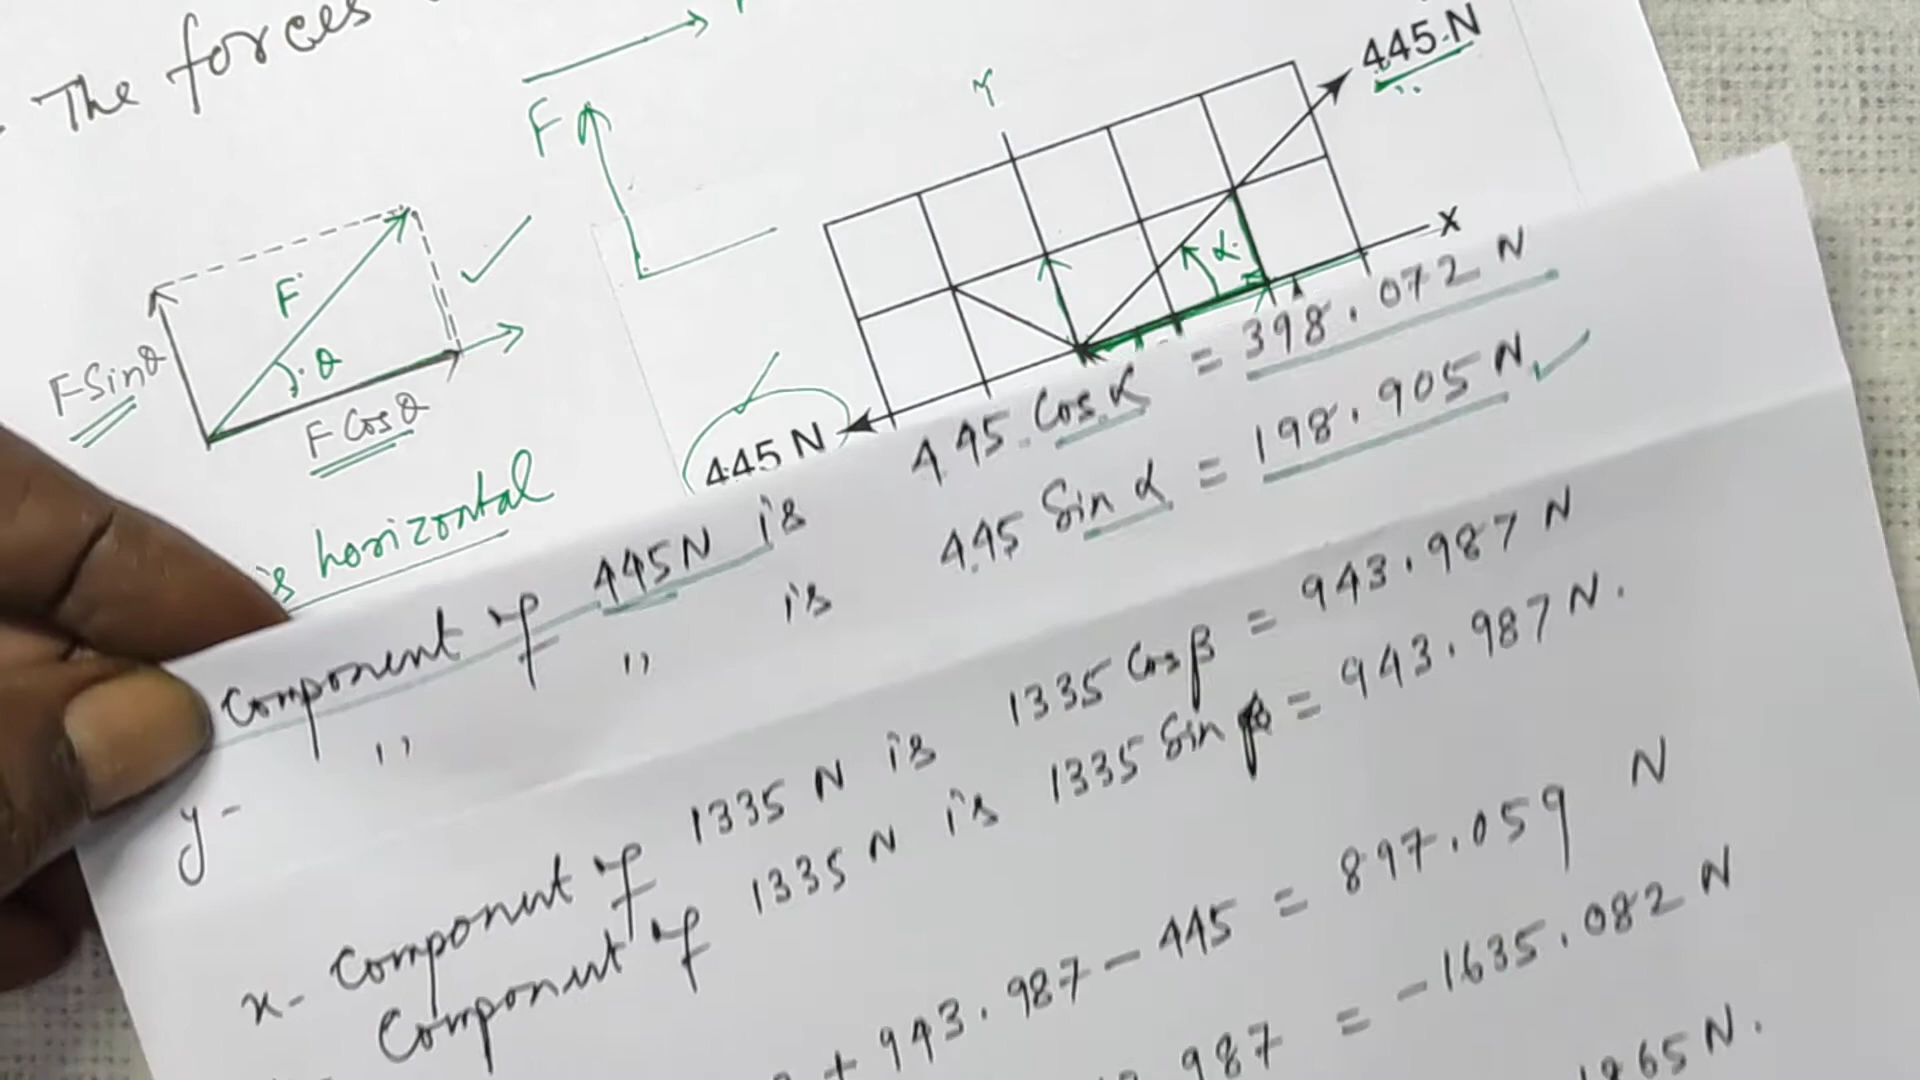 The forces
F
Y
445 N
X
F
θ
F Sinθ
F Cosθ
α
445 N
is horizontal
Component of 445N is 445 Cos α = 398.072 N
y- ,, ,, is 445 Sin α = 198.905 N
x- Component of 1335 N is 1335 Cos β = 943.987 N
Component of 1335 N is 1335 Sin β = 943.987 N.
+ 943.987 - 445 = 897.059 N
987 = -1635.082 N
65 N.